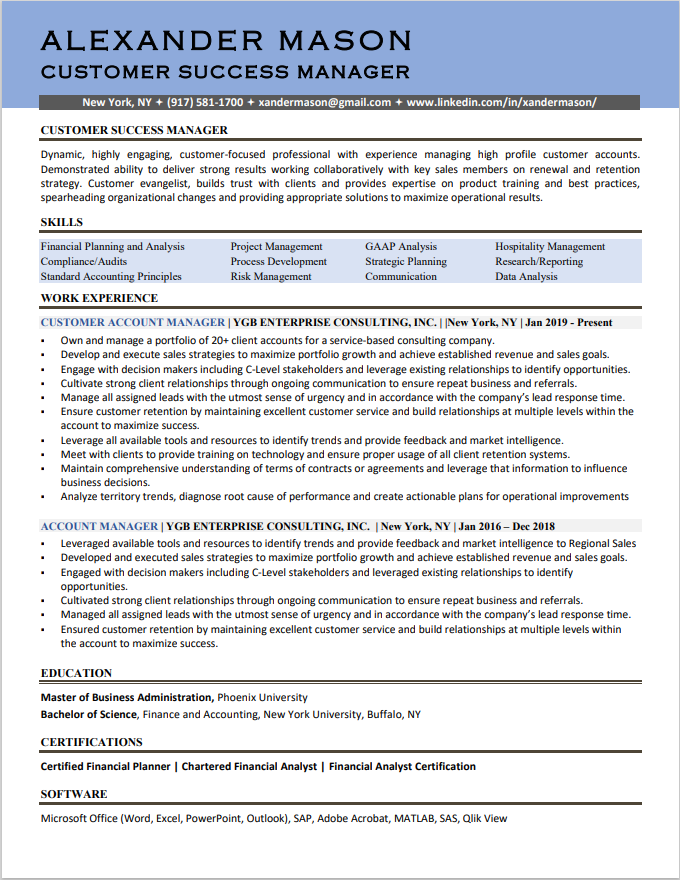 ALEXANDER MASON
CUSTOMER SUCCESS MANAGER
New York, NY ✦ (917) 581-1700 ✦ xandermason@gmail.com ✦ www.linkedin.com/in/xandermason/
CUSTOMER SUCCESS MANAGER
Dynamic, highly engaging, customer-focused professional with experience managing high profile customer accounts.
Demonstrated ability to deliver strong results working collaboratively with key sales members on renewal and retention
strategy. Customer evangelist, builds trust with clients and provides expertise on product training and best practices,
spearheading organizational changes and providing appropriate solutions to maximize operational results.
SKILLS
Financial Planning and Analysis Project Management GAAP Analysis Hospitality Management
Compliance/Audits Process Development Strategic Planning Research/Reporting
Standard Accounting Principles Risk Management Communication Data Analysis
WORK EXPERIENCE
CUSTOMER ACCOUNT MANAGER | YGB ENTERPRISE CONSULTING, INC. | |New York, NY | Jan 2019 - Present
▪ Own and manage a portfolio of 20+ client accounts for a service-based consulting company.
▪ Develop and execute sales strategies to maximize portfolio growth and achieve established revenue and sales goals.
▪ Engage with decision makers including C-Level stakeholders and leverage existing relationships to identify opportunities.
▪ Cultivate strong client relationships through ongoing communication to ensure repeat business and referrals.
▪ Manage all assigned leads with the utmost sense of urgency and in accordance with the company's lead response time.
▪ Ensure customer retention by maintaining excellent customer service and build relationships at multiple levels within the
account to maximize success.
▪ Leverage all available tools and resources to identify trends and provide feedback and market intelligence.
▪ Meet with clients to provide training on technology and ensure proper usage of all client retention systems.
▪ Maintain comprehensive understanding of terms of contracts or agreements and leverage that information to influence
business decisions.
▪ Analyze territory trends, diagnose root cause of performance and create actionable plans for operational improvements
ACCOUNT MANAGER | YGB ENTERPRISE CONSULTING, INC. | New York, NY | Jan 2016 – Dec 2018
▪ Leveraged available tools and resources to identify trends and provide feedback and market intelligence to Regional Sales
▪ Developed and executed sales strategies to maximize portfolio growth and achieve established revenue and sales goals.
▪ Engaged with decision makers including C-Level stakeholders and leveraged existing relationships to identify
opportunities.
▪ Cultivated strong client relationships through ongoing communication to ensure repeat business and referrals.
▪ Managed all assigned leads with the utmost sense of urgency and in accordance with the company's lead response time.
▪ Ensured customer retention by maintaining excellent customer service and build relationships at multiple levels within
the account to maximize success.
EDUCATION
Master of Business Administration, Phoenix University
Bachelor of Science, Finance and Accounting, New York University, Buffalo, NY
CERTIFICATIONS
Certified Financial Planner | Chartered Financial Analyst | Financial Analyst Certification
SOFTWARE
Microsoft Office (Word, Excel, PowerPoint, Outlook), SAP, Adobe Acrobat, MATLAB, SAS, Qlik View